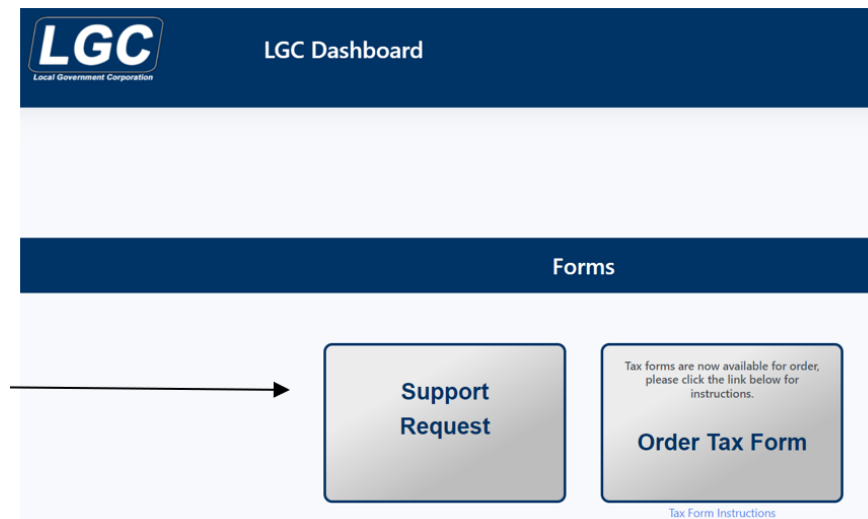 LGC
Local Government Corporation
LGC Dashboard
Forms
Support
Request
Tax forms are now available for order,
please click the link below for
instructions.
Order Tax Form
Tax Form Instructions